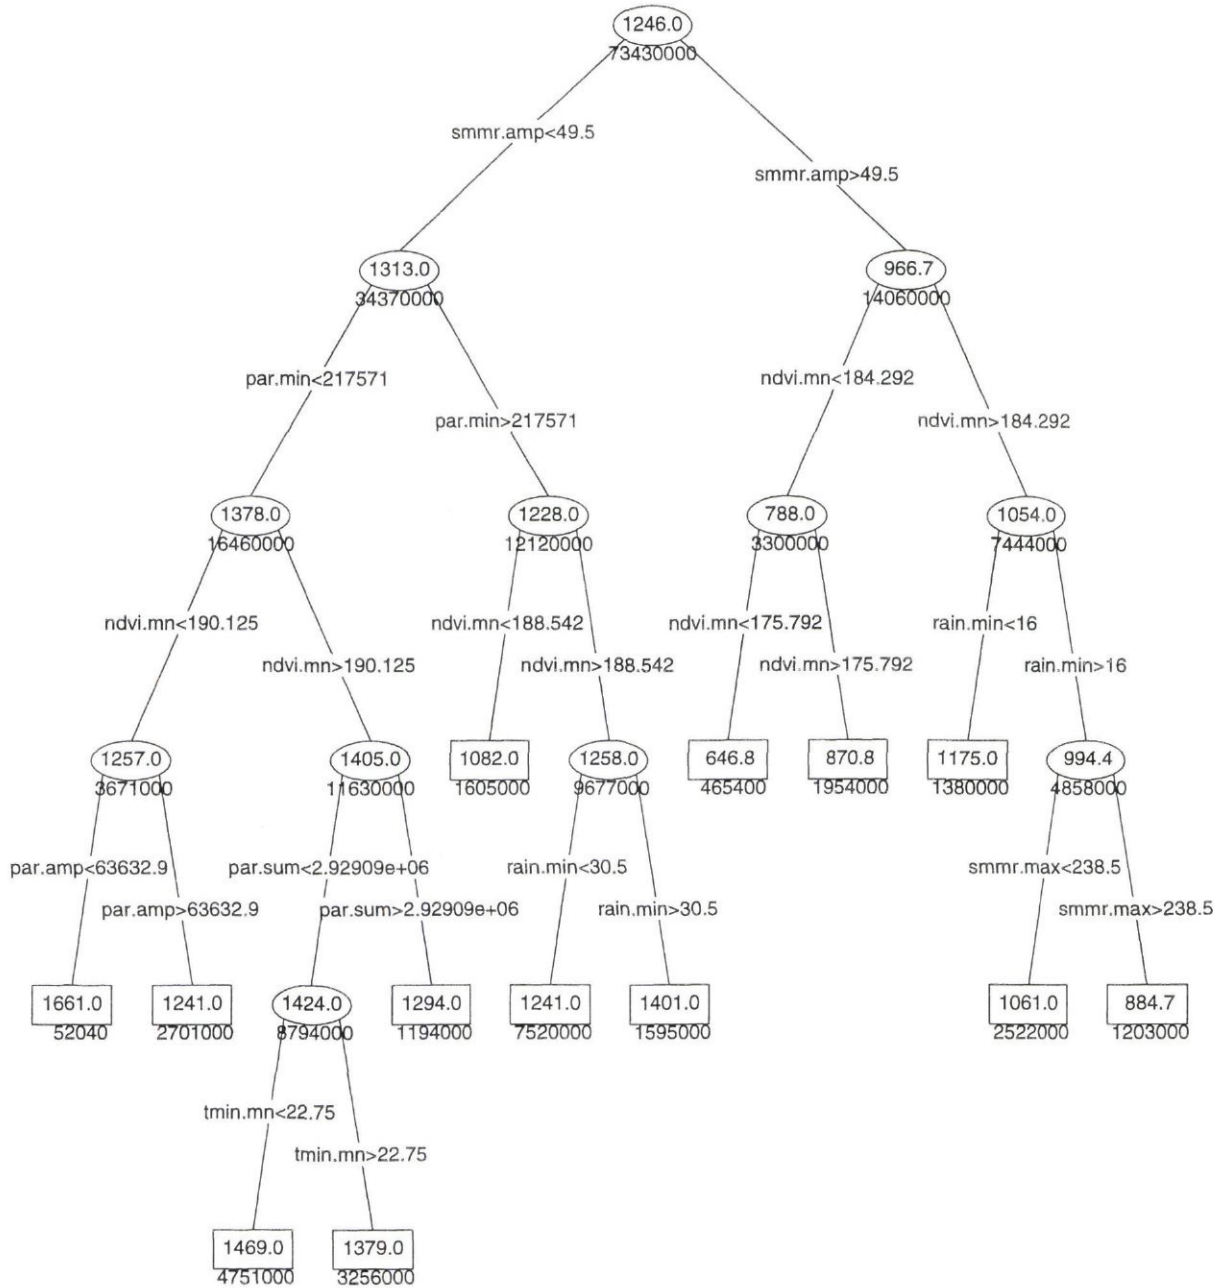 1246.0
73430000
smmr.amp<49.5
smmr.amp>49.5
1313.0
34370000
966.7
14060000
par.min<217571
par.min>217571
ndvi.mn<184.292
ndvi.mn>184.292
1378.0
16460000
1228.0
12120000
788.0
3300000
1054.0
7444000
ndvi.mn<190.125
ndvi.mn>190.125
ndvi.mn<188.542
ndvi.mn>188.542
ndvi.mn<175.792
ndvi.mn>175.792
rain.min<16
rain.min>16
1257.0
3671000
1405.0
11630000
1082.0
1605000
1258.0
9677000
646.8
465400
870.8
1954000
1175.0
1380000
994.4
4858000
par.amp<63632.9
par.amp>63632.9
par.sum<2.92909e+06
par.sum>2.92909e+06
rain.min<30.5
rain.min>30.5
smmr.max<238.5
smmr.max>238.5
1661.0
52040
1241.0
2701000
1424.0
8794000
1294.0
1194000
1241.0
7520000
1401.0
1595000
1061.0
2522000
884.7
1203000
tmin.mn<22.75
tmin.mn>22.75
1469.0
4751000
1379.0
3256000